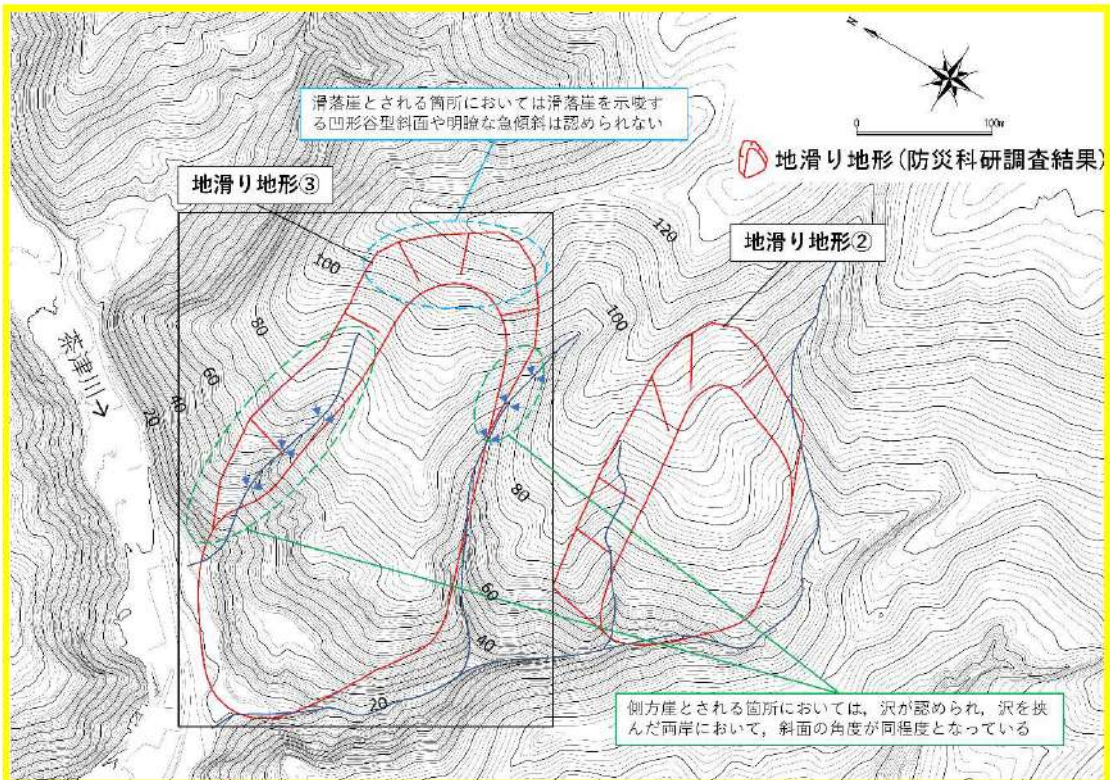 滑落崖とされる箇所においては滑落崖を示唆す
る凹形谷型斜面や明瞭な急傾斜は認められない
N
0
100m
地滑り地形(防災科研調査結果)
地滑り地形③
地滑り地形②
120
100
100
80
60
40
20
茶津川→
80
60
40
20
側方崖とされる箇所においては，沢が認められ，沢を挟
んだ両岸において，斜面の角度が同程度となっている